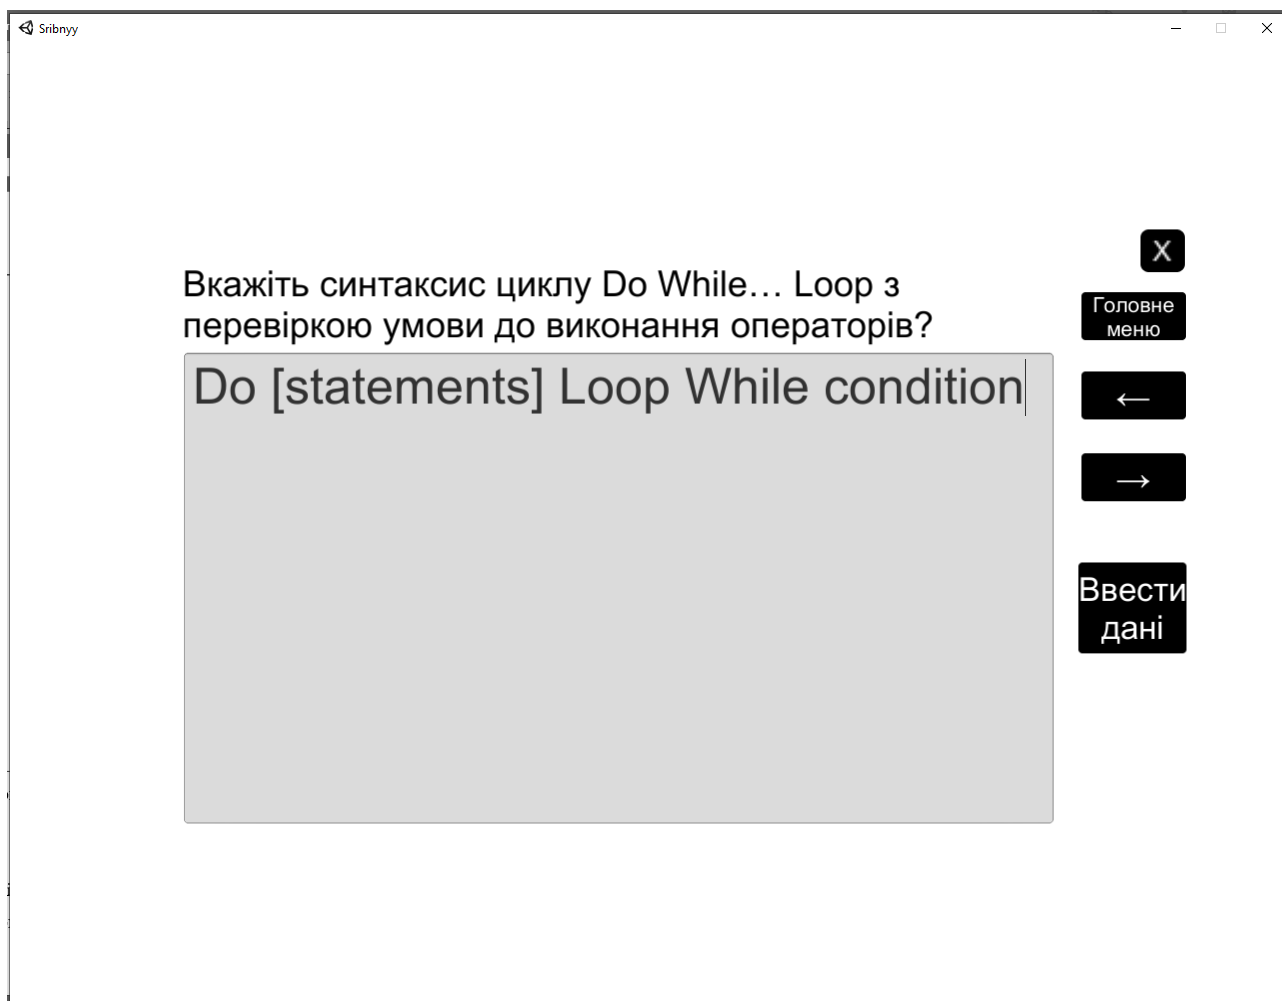 Sribnyy
X
Вкажіть синтаксис циклу Do While… Loop з
перевіркою умови до виконання операторів?
Головне
меню
Do [statements] Loop While condition
←
→
Ввести
дані